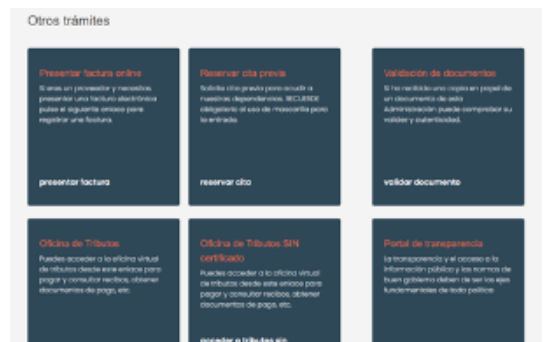 Otros trámites
Presentar factura online
Si eres un proveedor y necesitas
presentar una factura electrónica
pulse el siguiente enlace para
registrar una factura.
presentar factura
Reservar cita previa
Solicita cita previa para acudir a
nuestras dependencias. RECUERDE
obligatorio el uso de mascarilla para
la entrada.
reservar cita
Validación de documentos
Si ha recibido una copia en papel de
un documento de esta
Administración puede comprobar su
validez y autenticidad.
validar documento
Oficina de Tributos
Puedes acceder a la oficina virtual
de tributos desde este enlace para
pagar y consultar recibos, obtener
documentos de pago, etc.
Oficina de Tributos SIN
certificado
Puedes acceder a la oficina virtual
de tributos desde este enlace para
pagar y consultar recibos, obtener
documentos de pago, etc.
acceder a tributos sin
Portal de transparencia
La transparencia y el acceso a la
información pública y las normas de
buen gobierno deben de ser los ejes
fundamentales de toda política